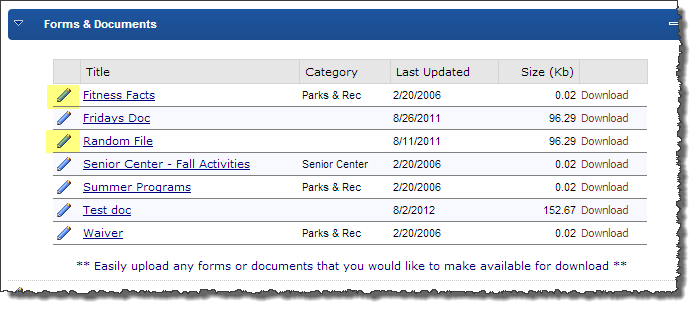 Forms & Documents
Title Category Last Updated Size (Kb)
Fitness Facts Parks & Rec 2/20/2006 0.02 Download
Fridays Doc 8/26/2011 96.29 Download
Random File 8/11/2011 96.29 Download
Senior Center - Fall Activities Senior Center 2/20/2006 0.02 Download
Summer Programs Parks & Rec 2/20/2006 0.02 Download
Test doc 8/2/2012 152.67 Download
Waiver Parks & Rec 2/20/2006 0.02 Download
** Easily upload any forms or documents that you would like to make available for download **